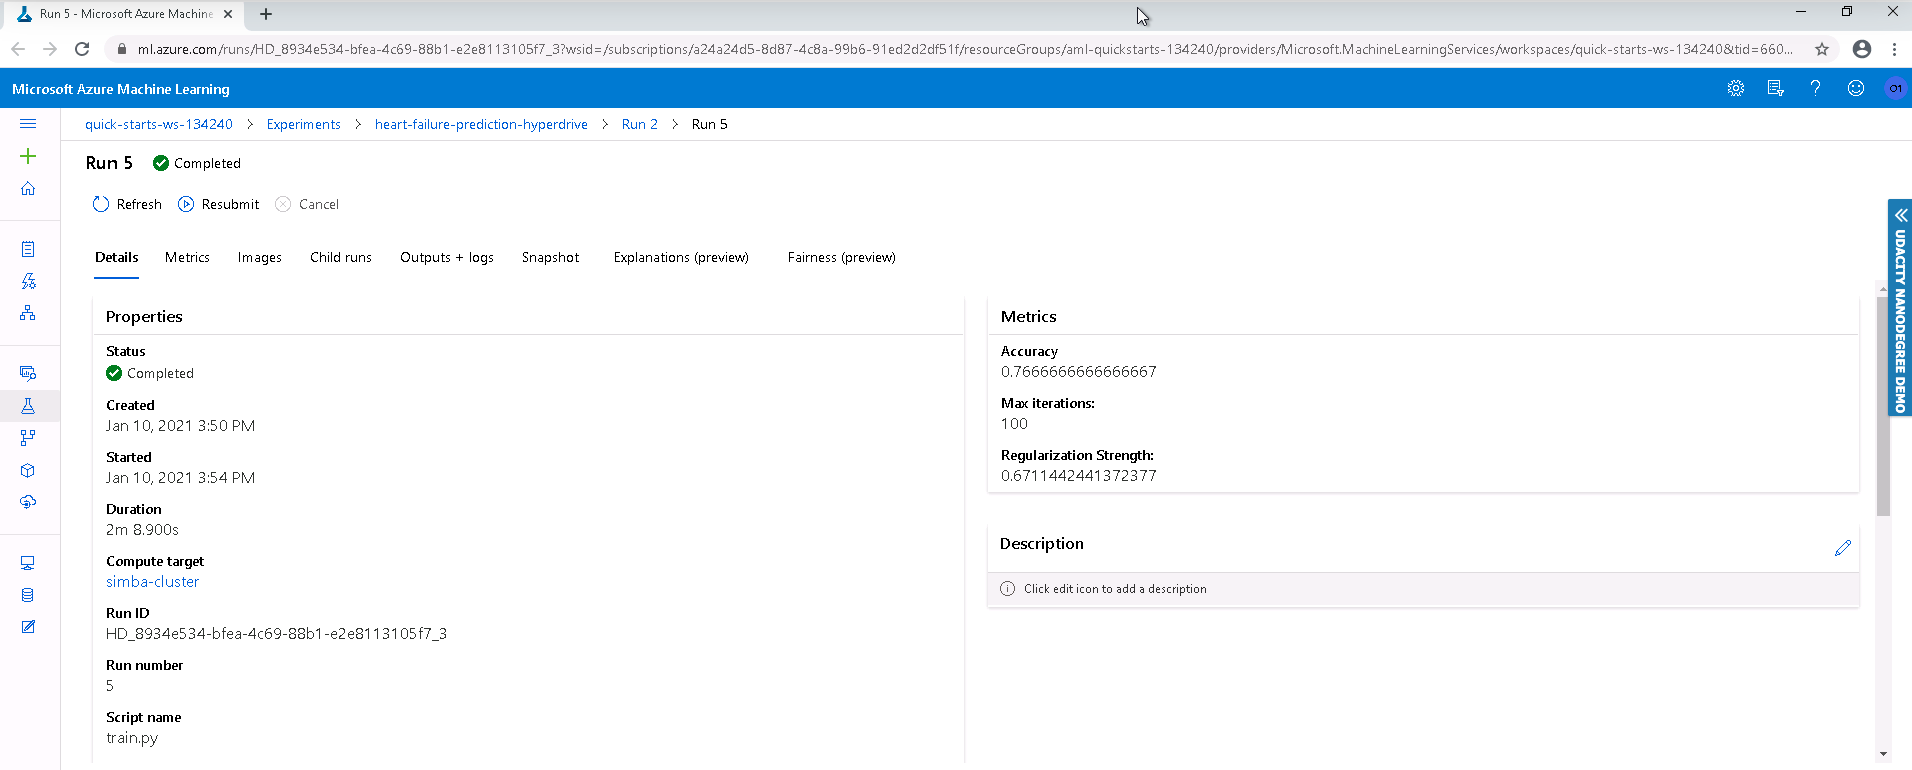 Run 5 - Microsoft Azure Machine
ml.azure.com/runs/HD_8934e534-bfea-4c69-88b1-e2e8113105f7_3?wsid=/subscriptions/a24a24d5-8d87-4c8a-99b6-91ed2d2df51f/resourceGroups/aml-quickstarts-134240/providers/Microsoft.MachineLearningServices/workspaces/quick-starts-ws-134240&tid=660...
Microsoft Azure Machine Learning
O1
quick-starts-ws-134240 > Experiments > heart-failure-prediction-hyperdrive > Run 2 > Run 5
Run 5 Completed
Refresh Resubmit Cancel
Details Metrics Images Child runs Outputs + logs Snapshot Explanations (preview) Fairness (preview)
UDACITY NANODEGREE DEMO
Properties
Status
Completed
Created
Jan 10, 2021 3:50 PM
Started
Jan 10, 2021 3:54 PM
Duration
2m 8.900s
Compute target
simba-cluster
Run ID
HD_8934e534-bfea-4c69-88b1-e2e8113105f7_3
Run number
5
Script name
train.py
Metrics
Accuracy
0.7666666666666667
Max iterations:
100
Regularization Strength:
0.6711442441372377
Description
Click edit icon to add a description